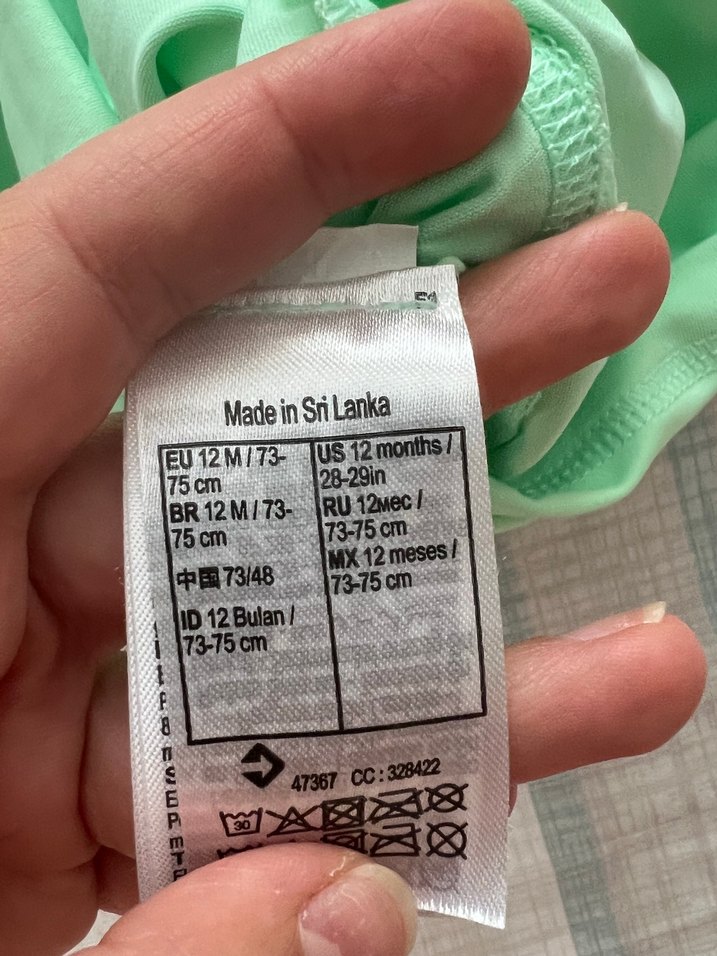 Made in Sri Lanka
EU 12 M / 73-
75 cm
BR 12 M / 73-
75 cm
中国 73/48
ID 12 Bulan /
73-75 cm
US 12 months /
28-29in
RU 12мес /
73-75 cm
MX 12 meses /
73-75 cm
47367 CC : 328422
30